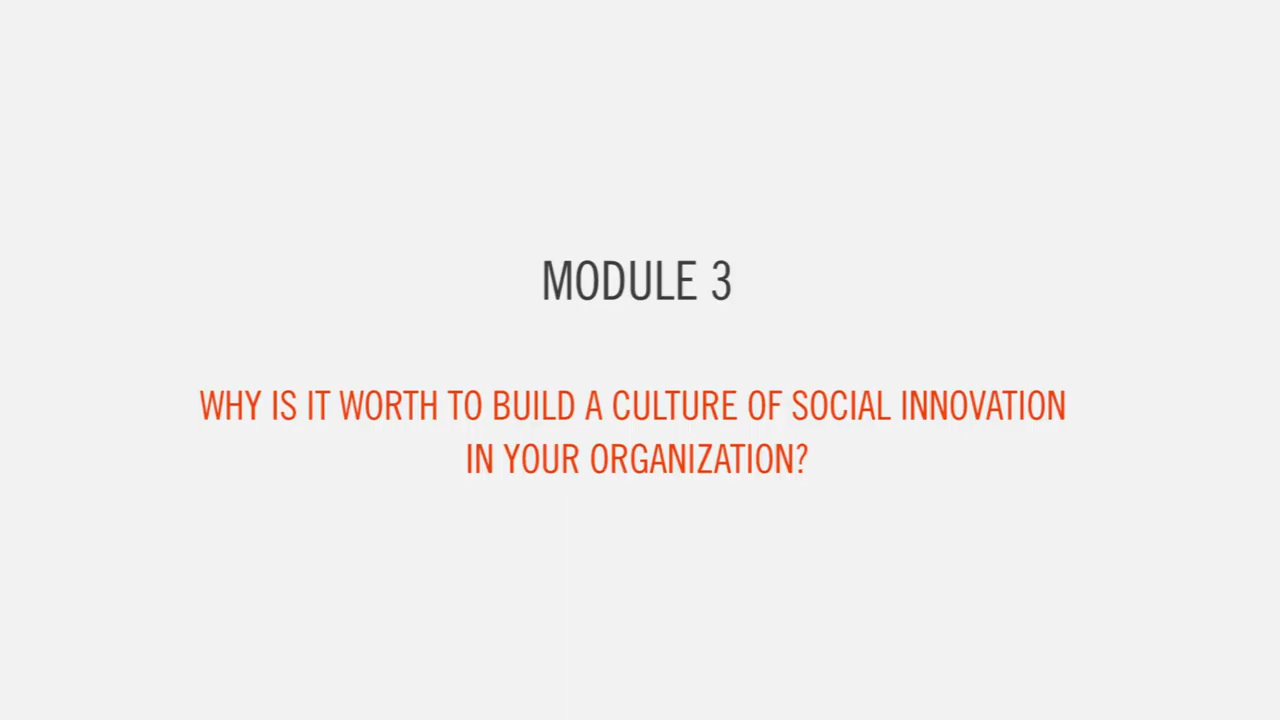 MODULE 3
WHY IS IT WORTH TO BUILD A CULTURE OF SOCIAL INNOVATION
IN YOUR ORGANIZATION?